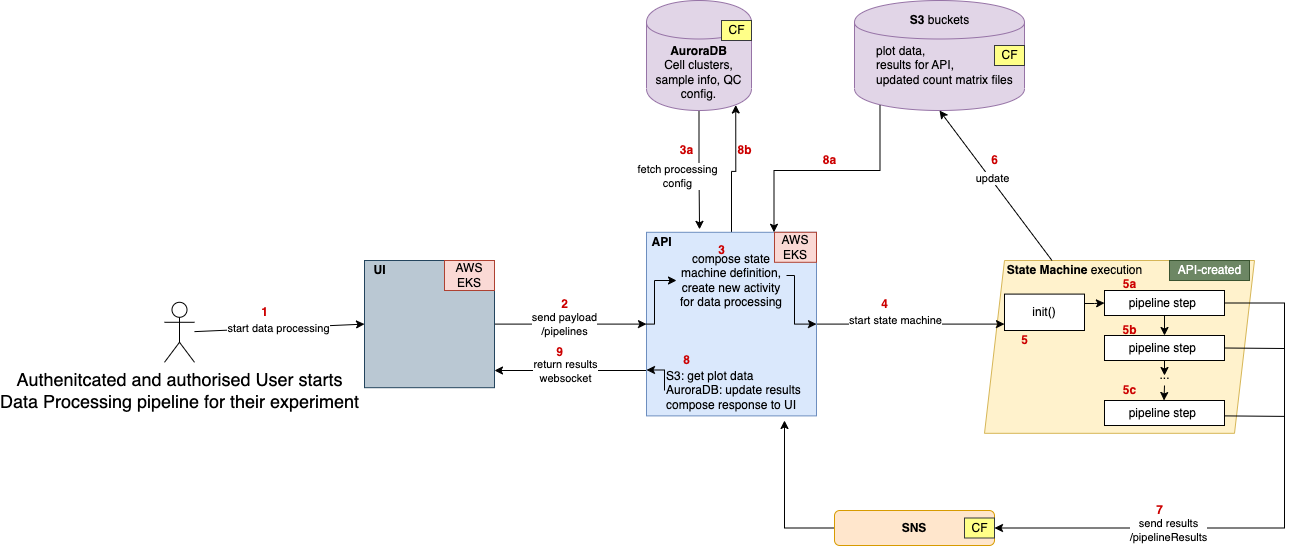 CF
AuroraDB
Cell clusters,
sample info, QC
config.
S3 buckets
plot data,
results for API,
updated count matrix files
CF
3a
fetch processing
config
8b
8a
6
update
1
start data processing
Authenitcated and authorised User starts
Data Processing pipeline for their experiment
UI
AWS
EKS
2
send payload
/pipelines
9
return results
websocket
API
AWS
EKS
3
compose state
machine definition,
create new activity
for data processing
8
S3: get plot data
AuroraDB: update results
compose response to UI
4
start state machine
State Machine execution
API-created
init()
5
5a
pipeline step
5b
pipeline step
...
5c
pipeline step
7
send results
/pipelineResults
SNS
CF